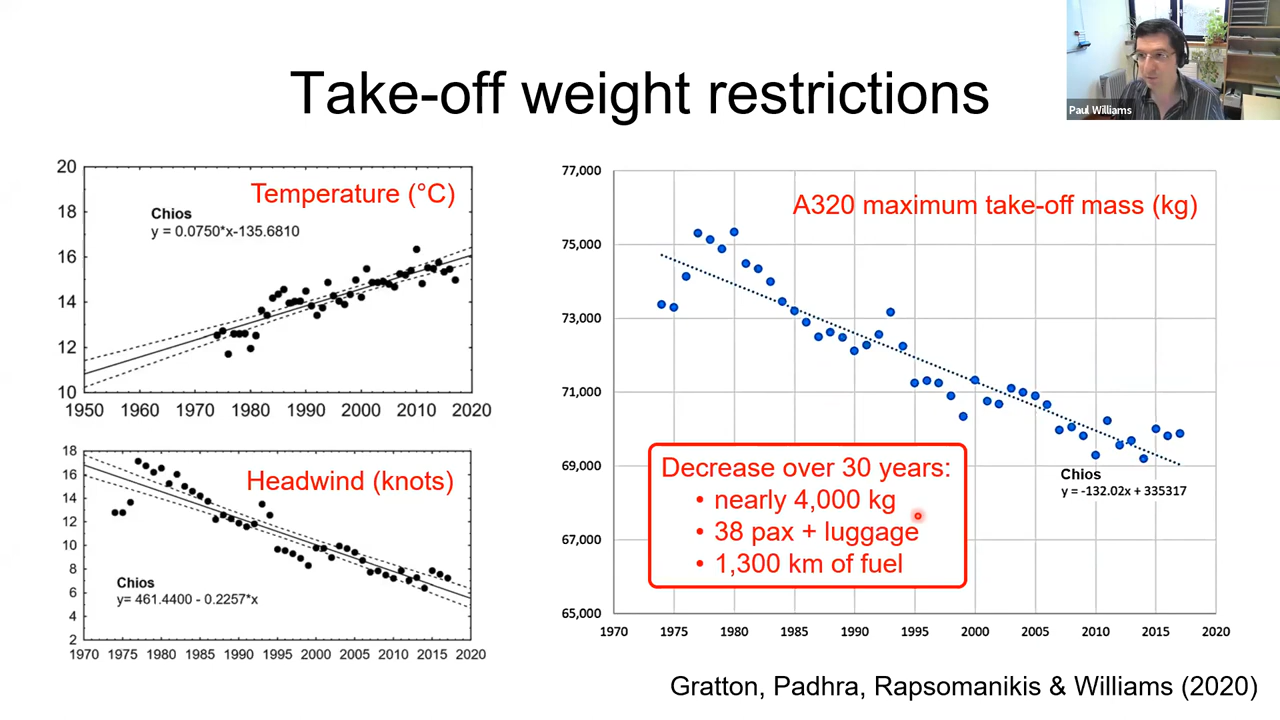 Take-off weight restrictions
Paul Williams
20
18
16
14
12
10
Temperature (°C)
Chios
y = 0.0750*x-135.6810
1950 1960 1970 1980 1990 2000 2010 2020
18
16
14
12
10
8
6
4
2
Headwind (knots)
Chios
y= 461.4400 - 0.2257*x
1970 1975 1980 1985 1990 1995 2000 2005 2010 2015 2020
77,000
75,000
73,000
71,000
69,000
67,000
65,000
A320 maximum take-off mass (kg)
Decrease over 30 years:
• nearly 4,000 kg
• 38 pax + luggage
• 1,300 km of fuel
Chios
y = -132.02x + 335317
1970 1975 1980 1985 1990 1995 2000 2005 2010 2015 2020
Gratton, Padhra, Rapsomanikis & Williams (2020)